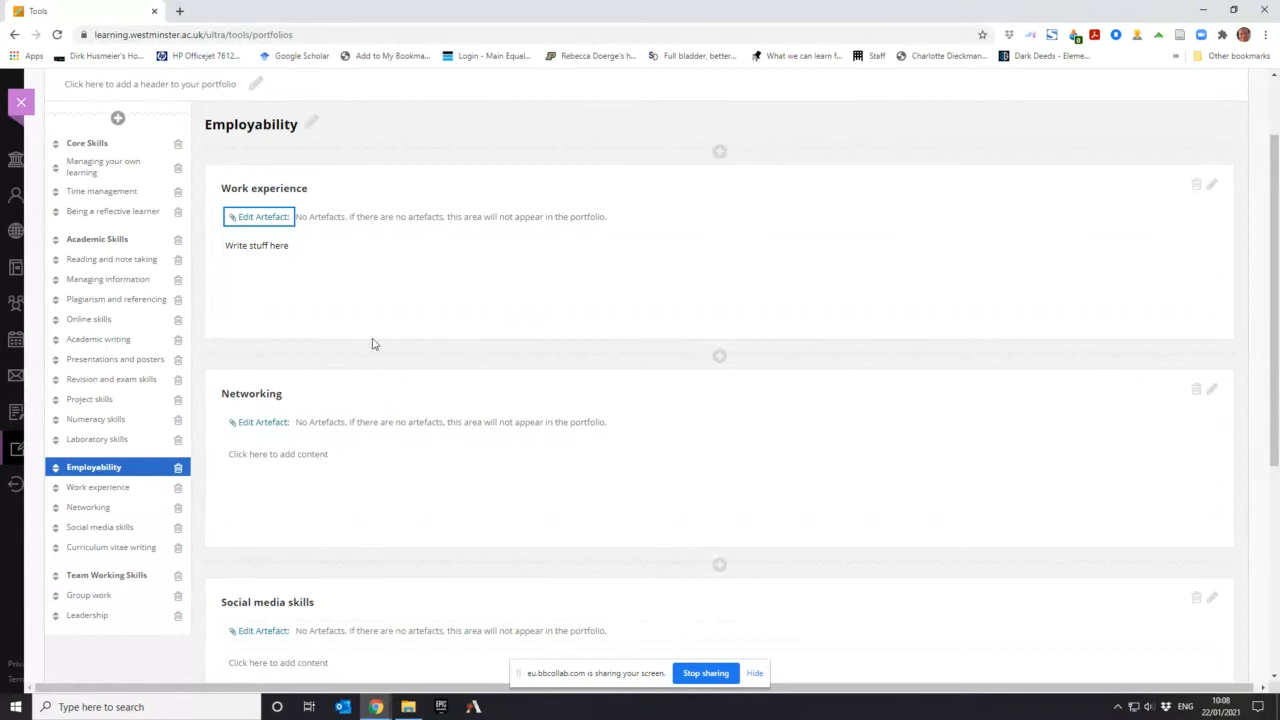 Tools
learning.westminster.ac.uk/ultra/tools/portfolios
Apps
Dirk Husmeier's Ho...
HP Officejet 7612...
Google Scholar
Add to My Bookma...
Login - Main Equal...
Rebecca Doerge's h...
Full bladder, better...
What we can learn f...
Staff
Charlotte Dieckman...
Dark Deeds - Eleme...
»
Other bookmarks
Click here to add a header to your portfolio
Core Skills
Managing your own
learning
Time management
Being a reflective learner
Academic Skills
Reading and note taking
Managing information
Plagiarism and referencing
Online skills
Academic writing
Presentations and posters
Revision and exam skills
Project skills
Numeracy skills
Laboratory skills
Employability
Work experience
Networking
Social media skills
Curriculum vitae writing
Team Working Skills
Group work
Leadership
Priva
Term
Employability
Work experience
Edit Artefact: No Artefacts. If there are no artefacts, this area will not appear in the portfolio.
Write stuff here
Networking
Edit Artefact: No Artefacts. If there are no artefacts, this area will not appear in the portfolio.
Click here to add content
Social media skills
Edit Artefact: No Artefacts. If there are no artefacts, this area will not appear in the portfolio.
Click here to add content
eu.bbcollab.com is sharing your screen. Stop sharing Hide
Type here to search
EPIC
ENG
10:08
22/01/2021